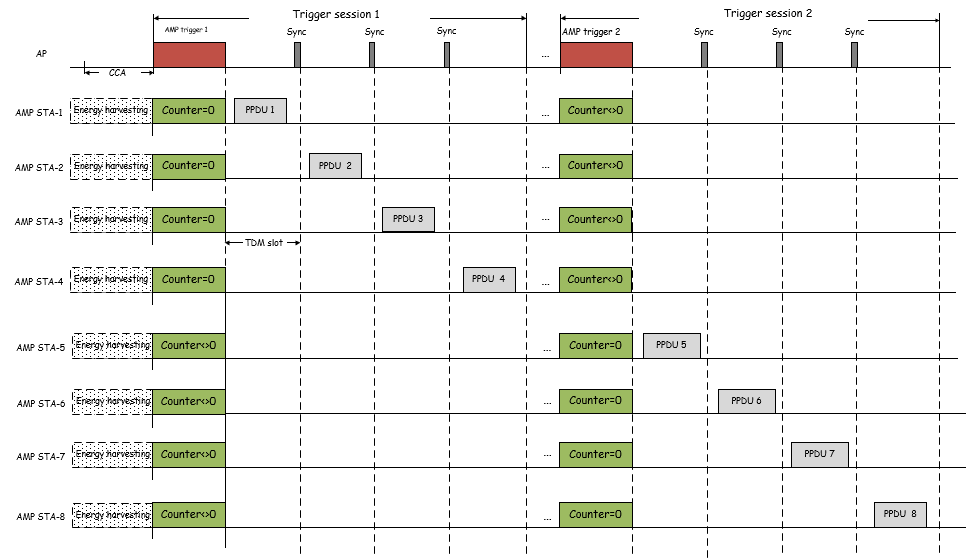 Trigger session 1
Trigger session 2
AMP trigger 1
Sync
Sync
Sync
AMP trigger 2
Sync
Sync
Sync
AP
...
CCA
AMP STA-1
Energy harvesting
Counter=0
PPDU 1
...
Counter<>0
AMP STA-2
Energy harvesting
Counter=0
PPDU 2
...
Counter<>0
AMP STA-3
Energy harvesting
Counter=0
PPDU 3
...
Counter<>0
TDM slot
AMP STA-4
Energy harvesting
Counter=0
PPDU 4
...
Counter<>0
AMP STA-5
Energy harvesting
Counter<>0
...
Counter=0
PPDU 5
AMP STA-6
Energy harvesting
Counter<>0
...
Counter=0
PPDU 6
AMP STA-7
Energy harvesting
Counter<>0
...
Counter=0
PPDU 7
AMP STA-8
Energy harvesting
Counter<>0
...
Counter=0
PPDU 8